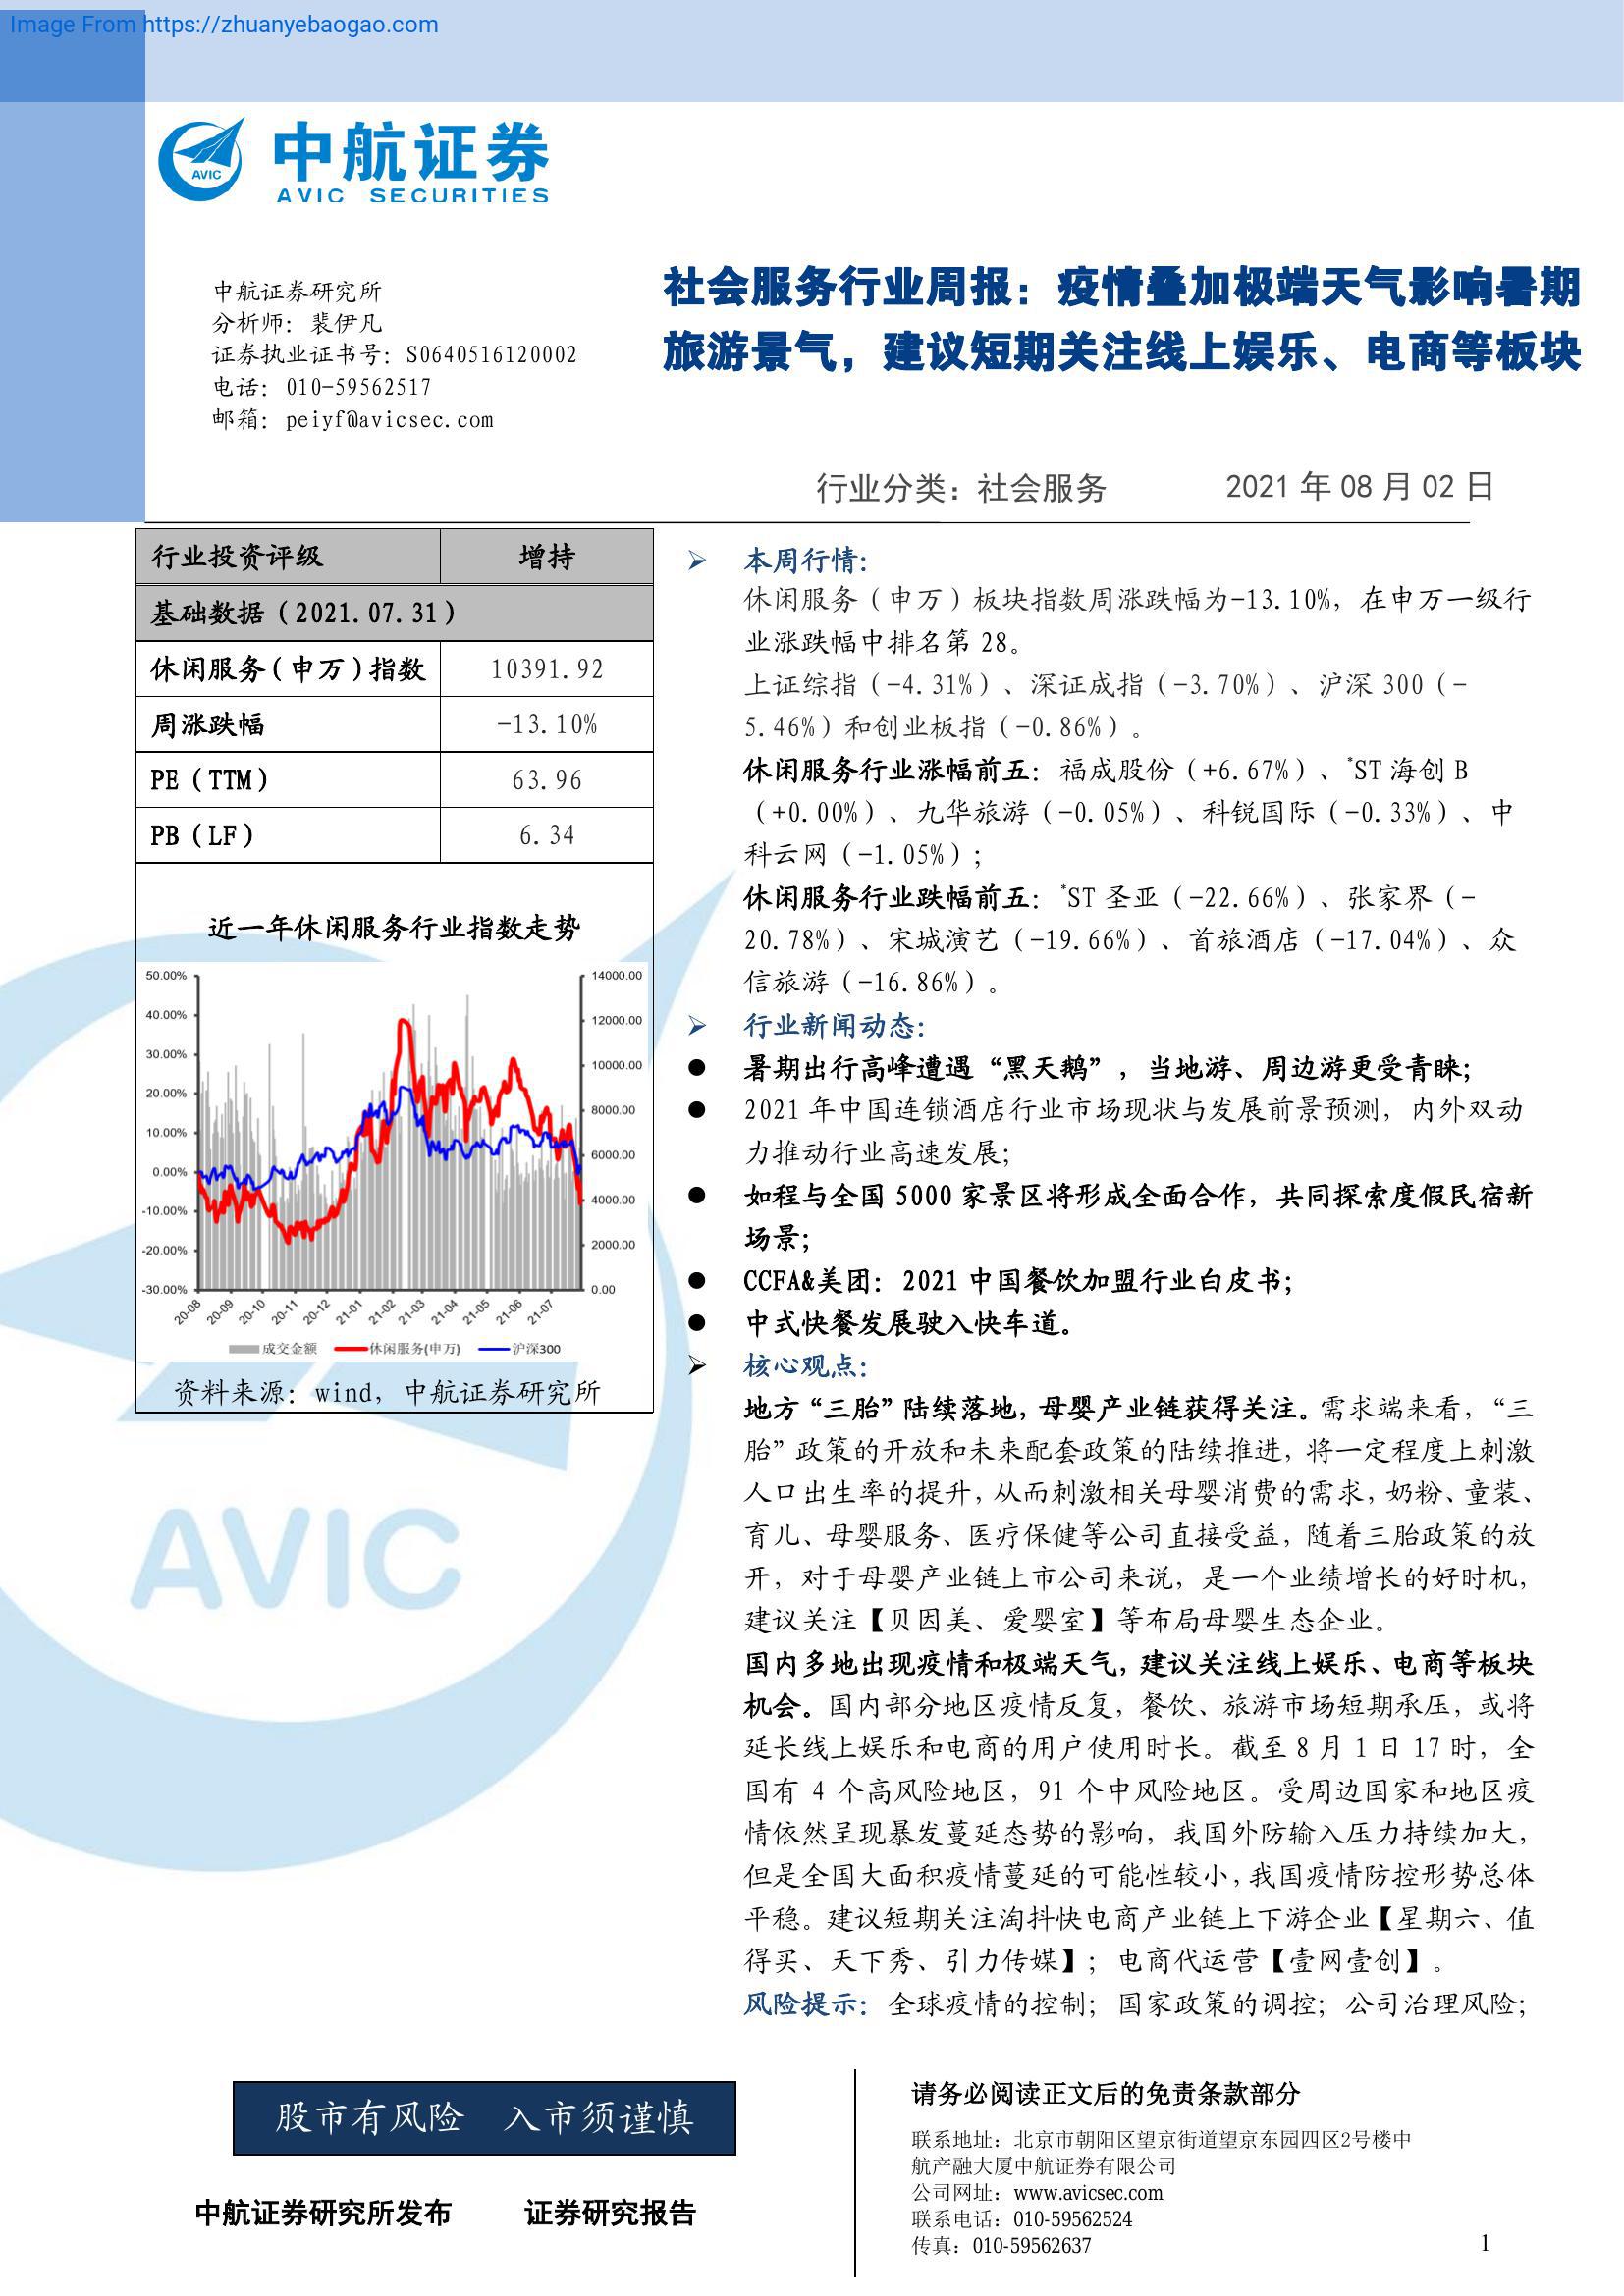 Image From https://zhuanyebaogao.com
AVIC
中航证券
AVIC SECURITIES
中航证券研究所
分析师：裴伊凡
证券执业证书号：S0640516120002
电话：010-59562517
邮箱：peiyf@avicsec.com
社会服务行业周报：疫情叠加极端天气影响暑期
旅游景气，建议短期关注线上娱乐、电商等板块
行业分类：社会服务 2021 年 08 月 02 日
行业投资评级 增持
基础数据（2021.07.31）
休闲服务(申万)指数 10391.92
周涨跌幅 -13.10%
PE（TTM） 63.96
PB（LF） 6.34
近一年休闲服务行业指数走势
50.00% 14000.00
40.00% 12000.00
30.00% 10000.00
20.00% 8000.00
10.00% 6000.00
0.00% 4000.00
-10.00% 2000.00
-20.00% 0.00
-30.00%
20-08 20-09 20-10 20-11 20-12 21-01 21-02 21-03 21-04 21-05 21-06 21-07
成交金额 休闲服务(申万) 沪深300
资料来源：wind，中航证券研究所
AVIC
➢ 本周行情：
休闲服务（申万）板块指数周涨跌幅为-13.10%，在申万一级行
业涨跌幅中排名第 28。
上证综指（-4.31%）、深证成指（-3.70%）、沪深 300（-
5.46%）和创业板指（-0.86%）。
休闲服务行业涨幅前五：福成股份（+6.67%）、*ST 海创 B
（+0.00%）、九华旅游（-0.05%）、科锐国际（-0.33%）、中
科云网（-1.05%）；
休闲服务行业跌幅前五：*ST 圣亚（-22.66%）、张家界（-
20.78%）、宋城演艺（-19.66%）、首旅酒店（-17.04%）、众
信旅游（-16.86%）。
➢ 行业新闻动态：
● 暑期出行高峰遭遇“黑天鹅”，当地游、周边游更受青睐；
● 2021 年中国连锁酒店行业市场现状与发展前景预测，内外双动
力推动行业高速发展；
● 如程与全国 5000 家景区将形成全面合作，共同探索度假民宿新
场景；
● CCFA&美团：2021 中国餐饮加盟行业白皮书；
● 中式快餐发展驶入快车道。
➢ 核心观点：
地方“三胎”陆续落地，母婴产业链获得关注。需求端来看，“三
胎”政策的开放和未来配套政策的陆续推进，将一定程度上刺激
人口出生率的提升，从而刺激相关母婴消费的需求，奶粉、童装、
育儿、母婴服务、医疗保健等公司直接受益，随着三胎政策的放
开，对于母婴产业链上市公司来说，是一个业绩增长的好时机，
建议关注【贝因美、爱婴室】等布局母婴生态企业。
国内多地出现疫情和极端天气，建议关注线上娱乐、电商等板块
机会。国内部分地区疫情反复，餐饮、旅游市场短期承压，或将
延长线上娱乐和电商的用户使用时长。截至 8 月 1 日 17 时，全
国有 4 个高风险地区，91 个中风险地区。受周边国家和地区疫
情依然呈现暴发蔓延态势的影响，我国外防输入压力持续加大，
但是全国大面积疫情蔓延的可能性较小，我国疫情防控形势总体
平稳。建议短期关注淘抖快电商产业链上下游企业【星期六、值
得买、天下秀、引力传媒】；电商代运营【壹网壹创】。
风险提示：全球疫情的控制；国家政策的调控；公司治理风险；
股市有风险 入市须谨慎
中航证券研究所发布 证券研究报告
请务必阅读正文后的免责条款部分
联系地址：北京市朝阳区望京街道望京东园四区2号楼中
航产融大厦中航证券有限公司
公司网址：www.avicsec.com
联系电话：010-59562524
传真：010-59562637
1